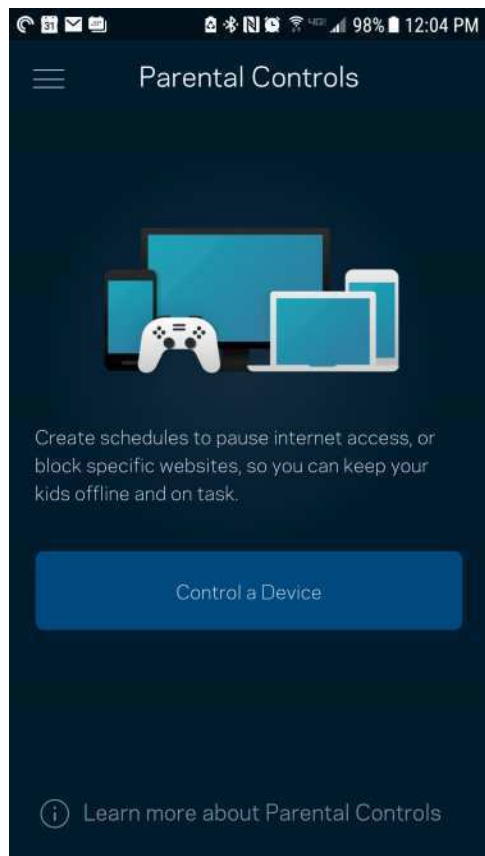 31 98% 12:04 PM
Parental Controls
Create schedules to pause internet access, or
block specific websites, so you can keep your
kids offline and on task.
Control a Device
Learn more about Parental Controls